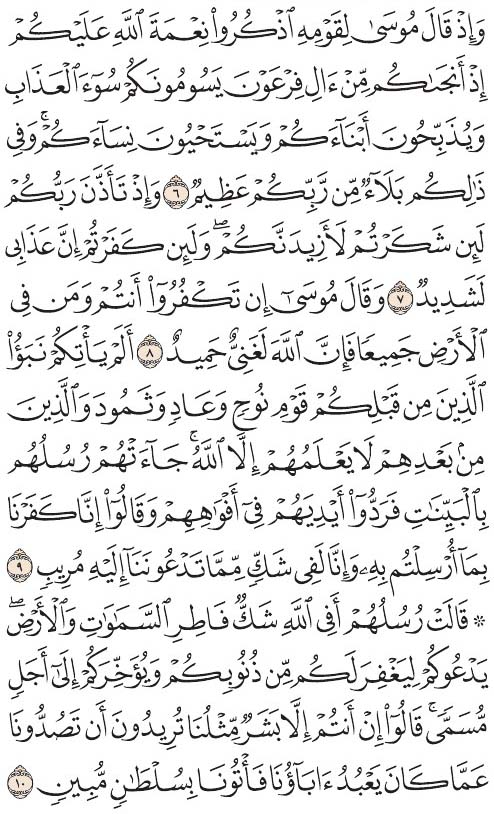 وَإِذْ قَالَ مُوسَىٰ لِقَوْمِهِ ٱذْكُرُوا۟ نِعْمَةَ ٱللَّهِ عَلَيْكُمْ
إِذْ أَنجَىٰكُم مِّنْ ءَالِ فِرْعَوْنَ يَسُومُونَكُمْ سُوٓءَ ٱلْعَذَابِ
وَيُذَبِّحُونَ أَبْنَآءَكُمْ وَيَسْتَحْيُونَ نِسَآءَكُمْ ۚ وَفِى
ذَٰلِكُم بَلَآءٌ مِّن رَّبِّكُمْ عَظِيمٌ ٦ وَإِذْ تَأَذَّنَ رَبُّكُمْ
لَئِن شَكَرْتُمْ لَأَزِيدَنَّكُمْ ۖ وَلَئِن كَفَرْتُمْ إِنَّ عَذَابِى
لَشَدِيدٌ ٧ وَقَالَ مُوسَىٰٓ إِن تَكْفُرُوٓا۟ أَنتُمْ وَمَن فِى
ٱلْأَرْضِ جَمِيعًا فَإِنَّ ٱللَّهَ لَغَنِىٌّ حَمِيدٌ ٨ أَلَمْ يَأْتِكُمْ نَبَؤُا۟
ٱلَّذِينَ مِن قَبْلِكُمْ قَوْمِ نُوحٍ وَعَادٍ وَثَمُودَ وَٱلَّذِينَ
مِنۢ بَعْدِهِمْ لَا يَعْلَمُهُمْ إِلَّا ٱللَّهُ ۚ جَآءَتْهُمْ رُسُلُهُم
بِٱلْبَيِّنَٰتِ فَرَدُّوٓا۟ أَيْدِيَهُمْ فِىٓ أَفْوَٰهِهِمْ وَقَالُوٓا۟ إِنَّا كَفَرْنَا
بِمَآ أُرْسِلْتُم بِهِۦ وَإِنَّا لَفِى شَكٍّ مِّمَّا تَدْعُونَنَآ إِلَيْهِ مُرِيبٍ ٩
۞ قَالَتْ رُسُلُهُمْ أَفِى ٱللَّهِ شَكٌّ فَاطِرِ ٱلسَّمَٰوَٰتِ وَٱلْأَرْضِ ۖ
يَدْعُوكُمْ لِيَغْفِرَ لَكُم مِّن ذُنُوبِكُمْ وَيُؤَخِّرَكُمْ إِلَىٰٓ أَجَلٍ
مُّسَمًّى ۚ قَالُوٓا۟ إِنْ أَنتُمْ إِلَّا بَشَرٌ مِّثْلُنَا تُرِيدُونَ أَن تَصُدُّونَا
عَمَّا كَانَ يَعْبُدُ ءَابَآؤُنَا فَأْتُونَا بِسُلْطَٰنٍ مُّبِينٍ ١٠